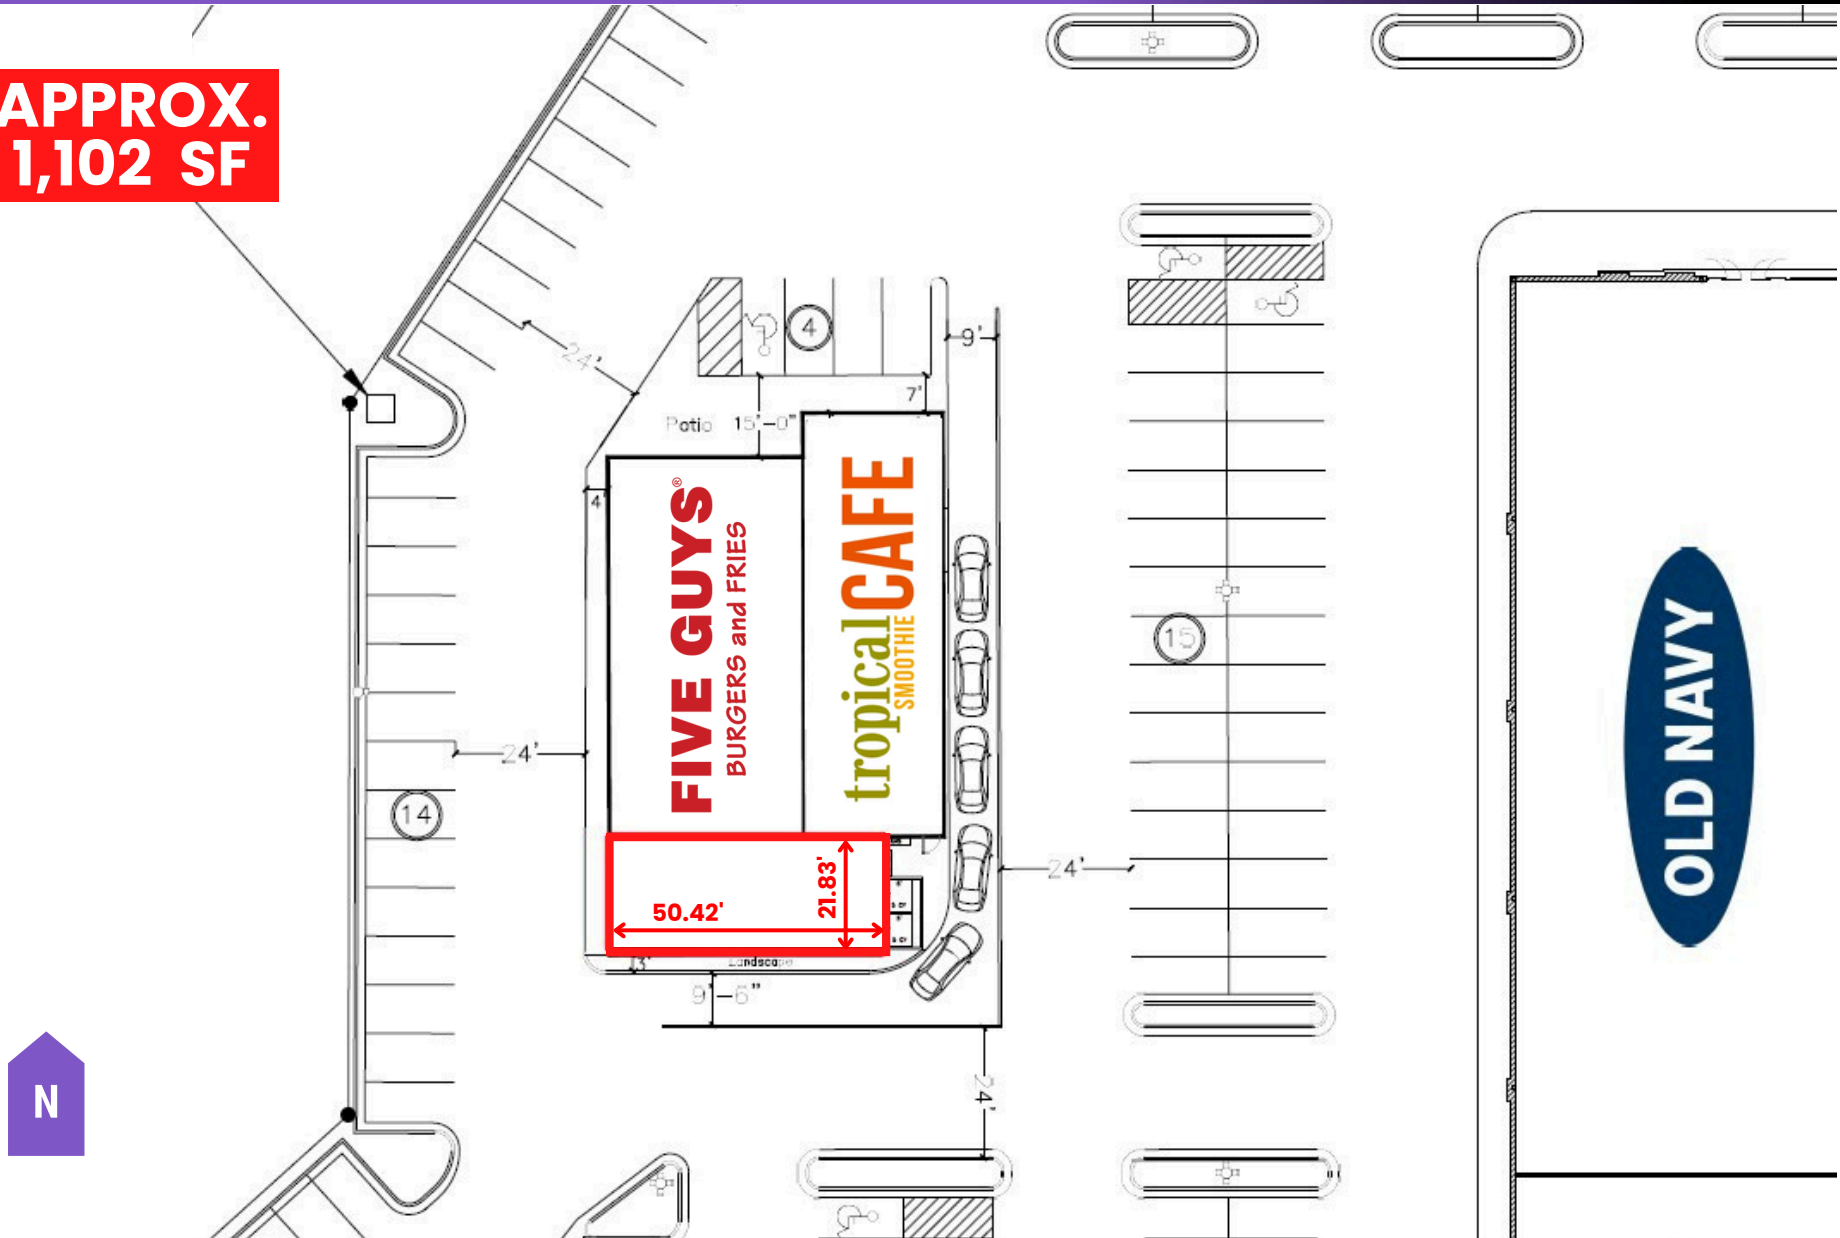 APPROX.
1,102 SF
4
9'
24'
7'
Patio
15'-0"
4'
FIVE GUYS®
BURGERS and FRIES
tropical
SMOOTHIE
CAFE
15
OLD NAVY
24'
14
24'
21.83'
50.42'
3'
Landscape
9'-6"
24'
N